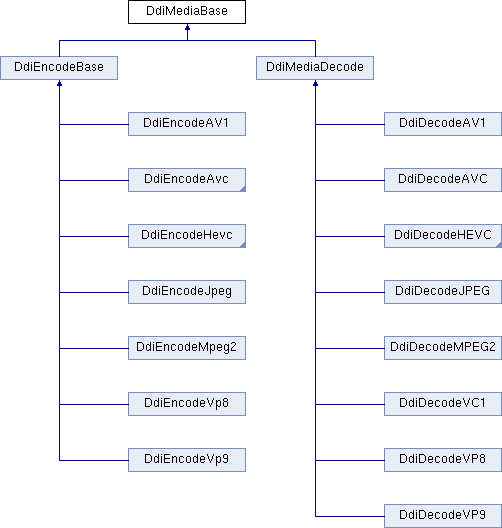 DdiMediaBase
DdiEncodeBase
DdiMediaDecode
DdiEncodeAV1
DdiDecodeAV1
DdiEncodeAvc
DdiDecodeAVC
DdiEncodeHevc
DdiDecodeHEVC
DdiEncodeJpeg
DdiDecodeJPEG
DdiEncodeMpeg2
DdiDecodeMPEG2
DdiEncodeVp8
DdiDecodeVC1
DdiEncodeVp9
DdiDecodeVP8
DdiDecodeVP9